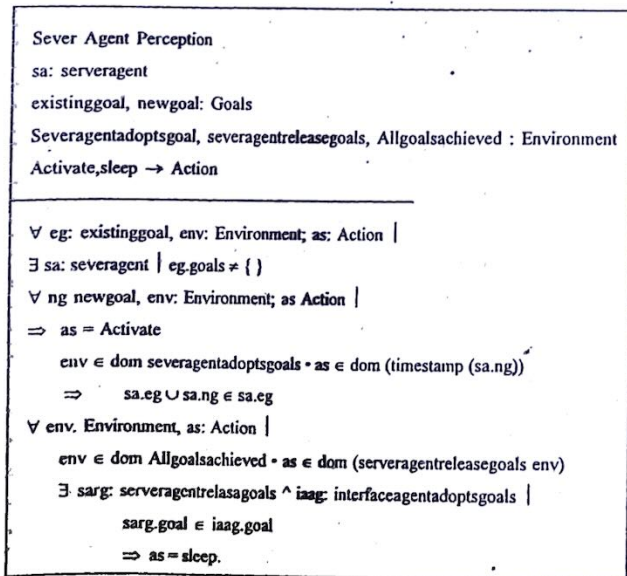 Sever Agent Perception
sa: serveragent
existinggoal, newgoal: Goals
Severagentadoptsgoal, severagentreleasegoals, Allgoalsachieved : Environment
Activate,sleep → Action
∀ eg: existinggoal, env: Environment; as: Action |
∃ sa: severagent | eg.goals ≠ { }
∀ ng newgoal, env: Environment; as Action |
⇒ as = Activate
env ∈ dom severagentadoptsgoals • as ∈ dom (timestamp (sa.ng))
⇒ sa.eg ∪ sa.ng ∈ sa.eg
∀ env. Environment, as: Action |
env ∈ dom Allgoalsachieved • as ∈ dom (serveragentreleasegoals env)
∃ sarg: serveragentrelasagoals ^ iaag: interfaceagentadoptsgoals |
sarg.goal ∈ iaag.goal
⇒ as = sleep.